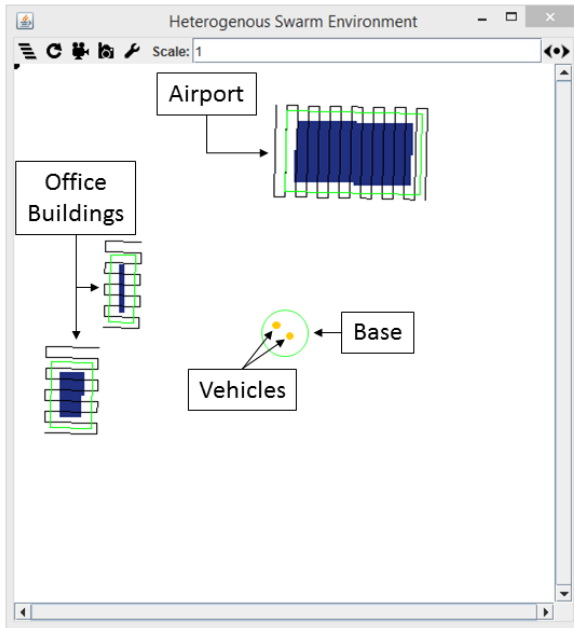 Heterogenous Swarm Environment
Scale: 1
Airport
Office
Buildings
Base
Vehicles